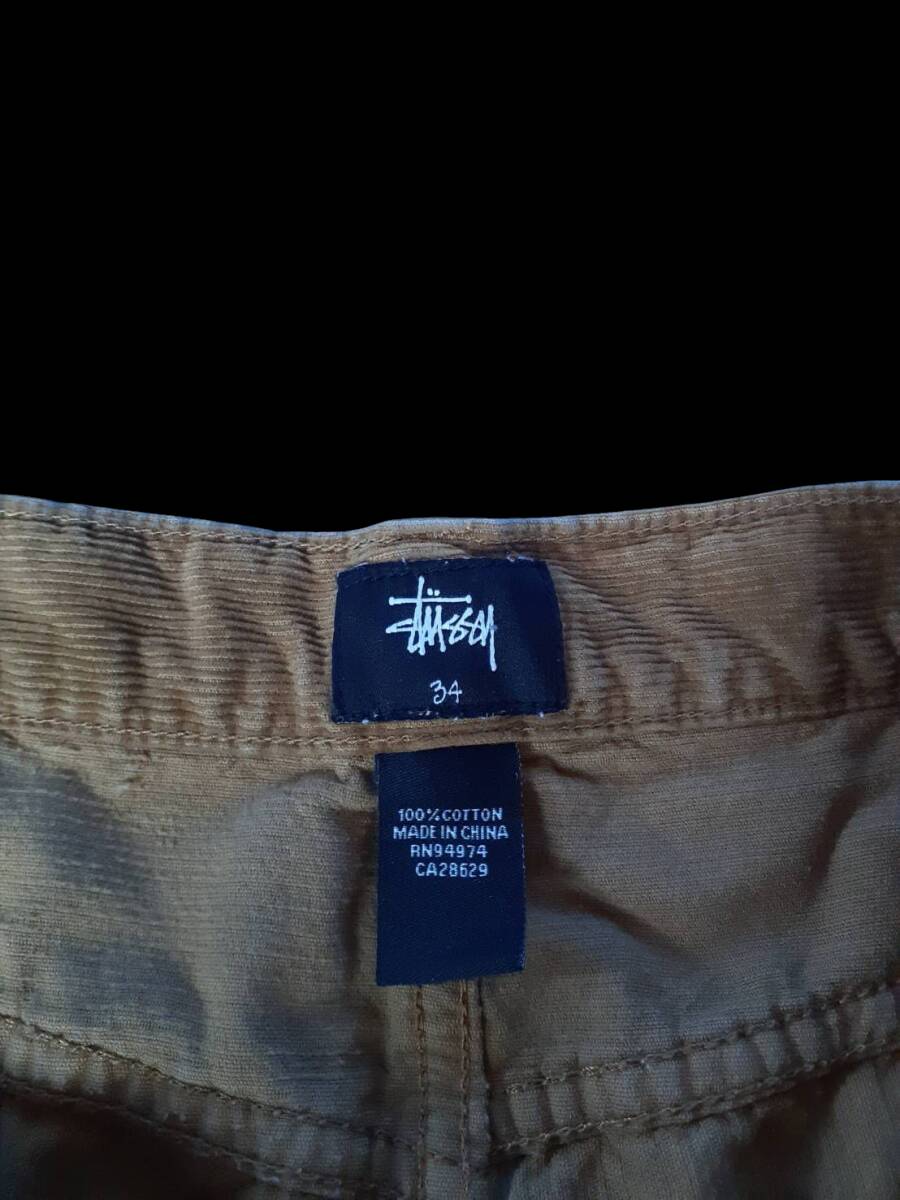 Stüssy
34
100% COTTON
MADE IN CHINA
RN94974
CA28629